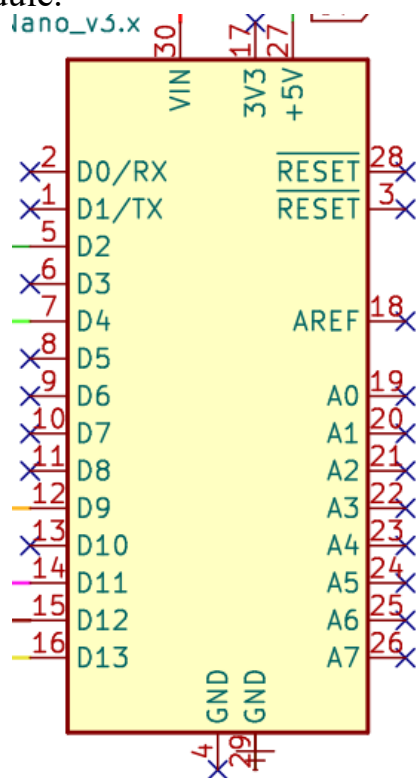 Nano_v3.x
30
17
27
VIN
3V3
+5V
2 D0/RX RESET 28
1 D1/TX RESET 3
5 D2
6 D3
7 D4 AREF 18
8 D5
9 D6 A0 19
10 D7 A1 20
11 D8 A2 21
12 D9 A3 22
13 D10 A4 23
14 D11 A5 24
15 D12 A6 25
16 D13 A7 26
GND
GND
4
29